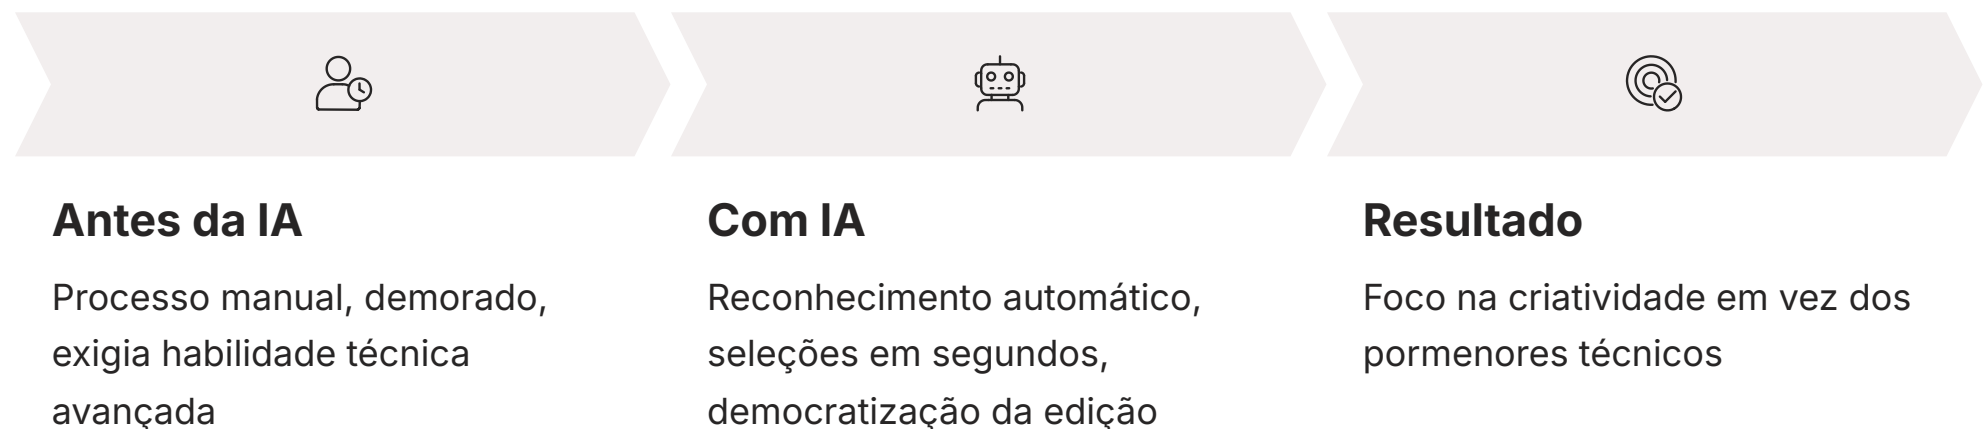 Antes da IA
Processo manual, demorado,
exigia habilidade técnica
avançada
Com IA
Reconhecimento automático,
seleções em segundos,
democratização da edição
Resultado
Foco na criatividade em vez dos
pormenores técnicos